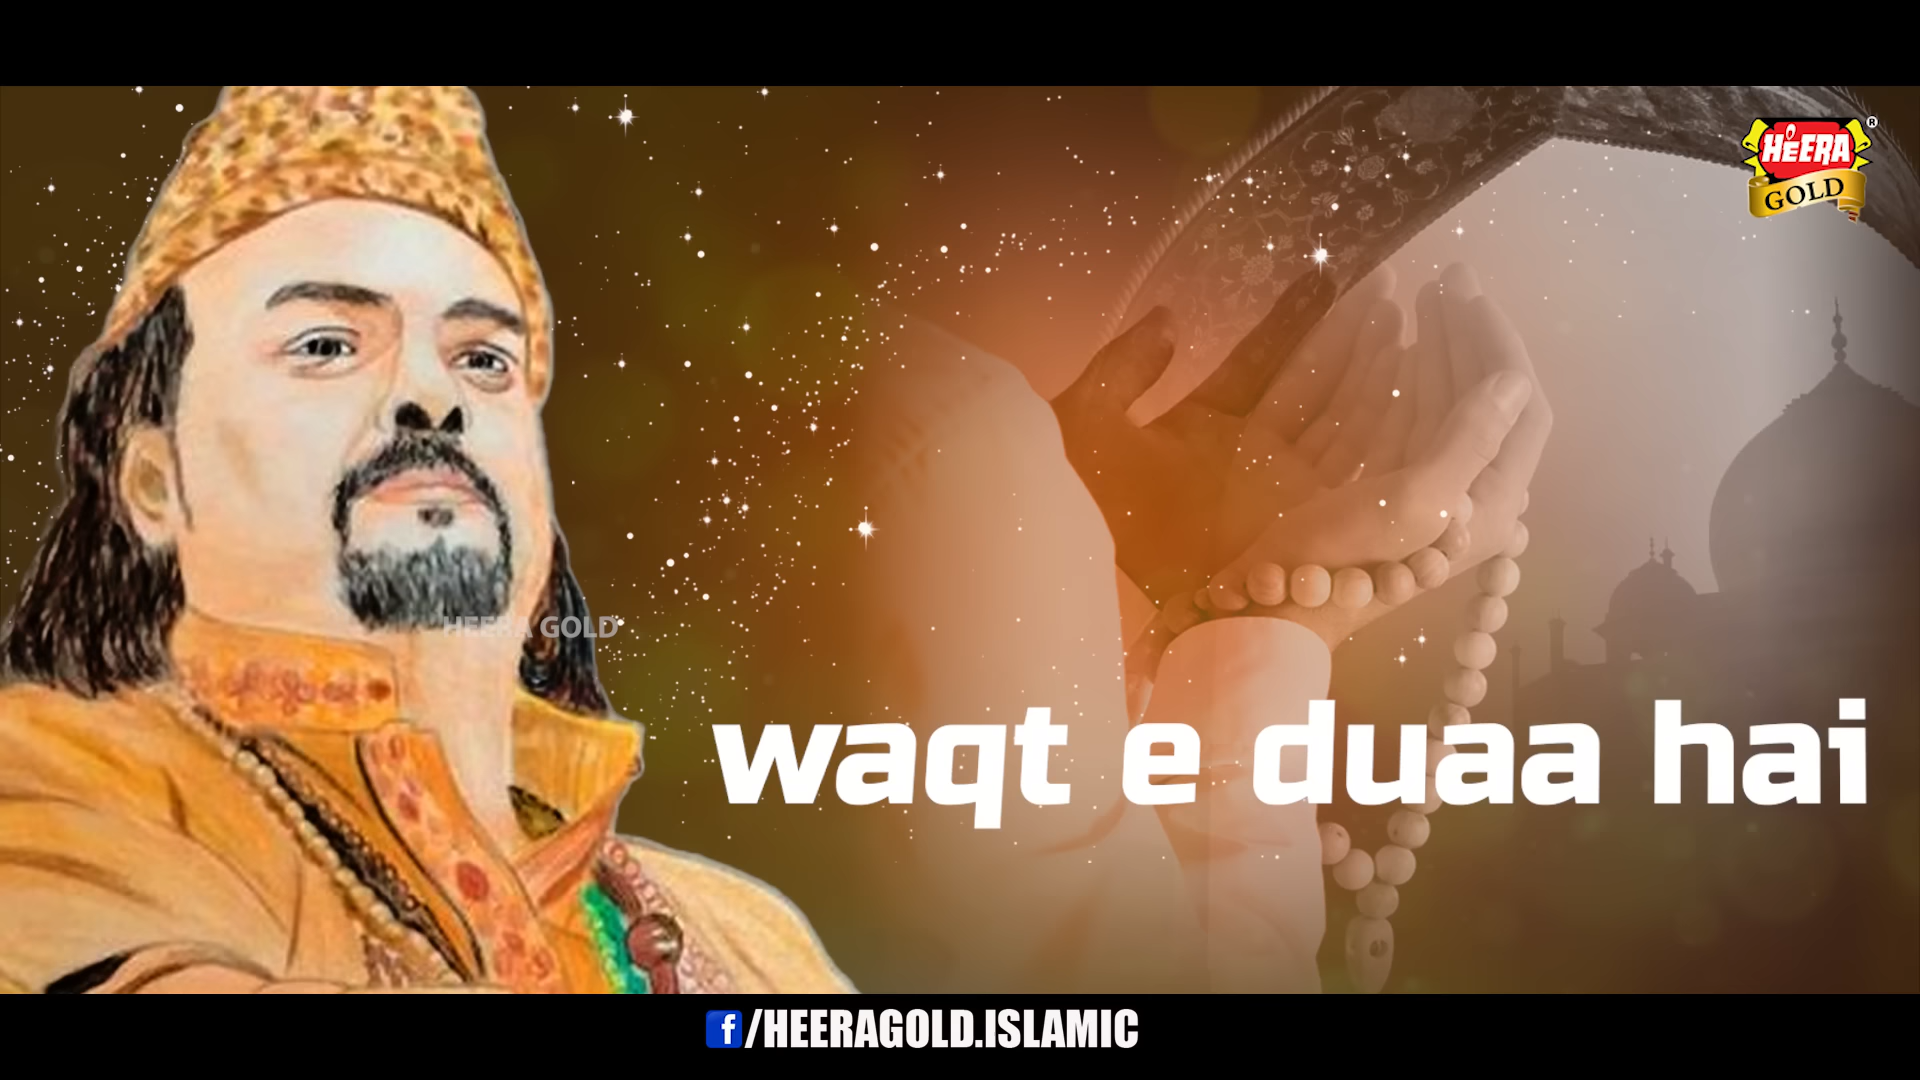 HEERA
GOLD
®
HEERA GOLD
waqt e duaa hai
f/HEERAGOLD.ISLAMIC